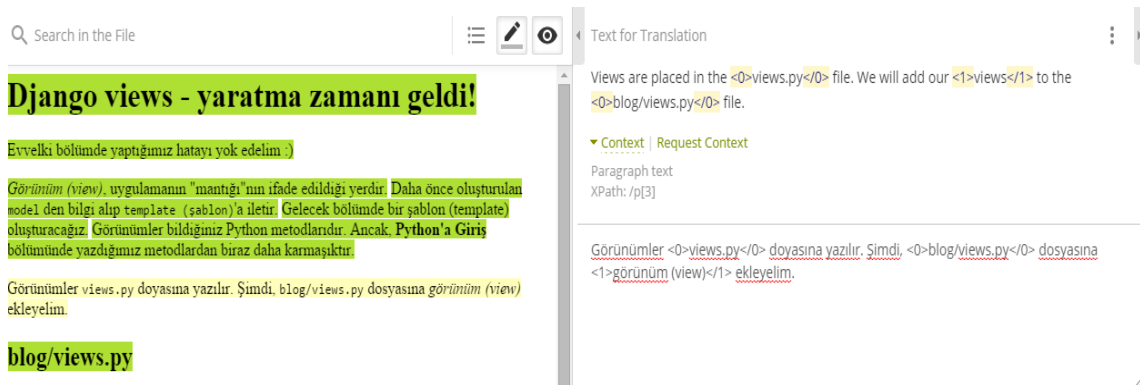 Search in the File
Django views - yaratma zamanı geldi!
Evvelki bölümde yaptığımız hatayı yok edelim :)
Görünüm (view), uygulamanın "mantığı"nın ifade edildiği yerdir. Daha önce oluşturulan
model den bilgi alıp template (şablon)'a iletir. Gelecek bölümde bir şablon (template)
oluşturacağız. Görünümler bildiğiniz Python metodlarıdır. Ancak, Python'a Giriş
bölümünde yazdığımız metodlardan biraz daha karmaşıktır.
Görünümler views.py doyasına yazılır. Şimdi, blog/views.py dosyasına görünüm (view)
ekleyelim.
blog/views.py
Text for Translation
Views are placed in the <0>views.py</0> file. We will add our <1>views</1> to the
<0>blog/views.py</0> file.
Context | Request Context
Paragraph text
XPath: /p[3]
Görünümler <0>views.py</0> doyasına yazılır. Şimdi, <0>blog/views.py</0> dosyasına
<1>görünüm (view)</1> ekleyelim.